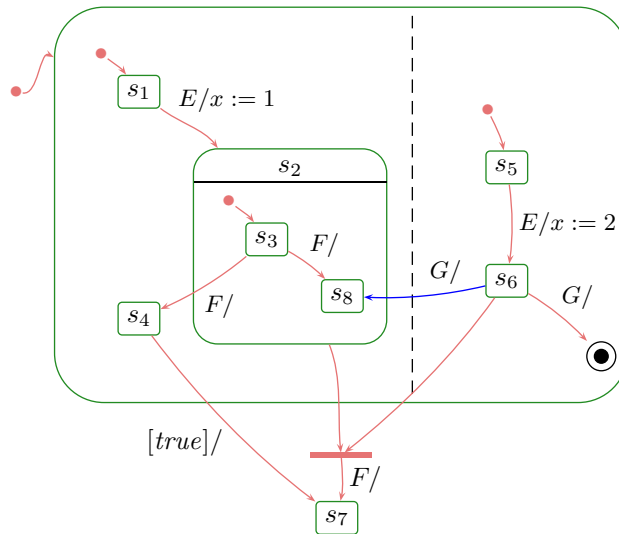 s1
E/x := 1
s2
s5
s3
F/
E/x := 2
G/
s6
s8
F/
G/
s4
[true]/
F/
s7